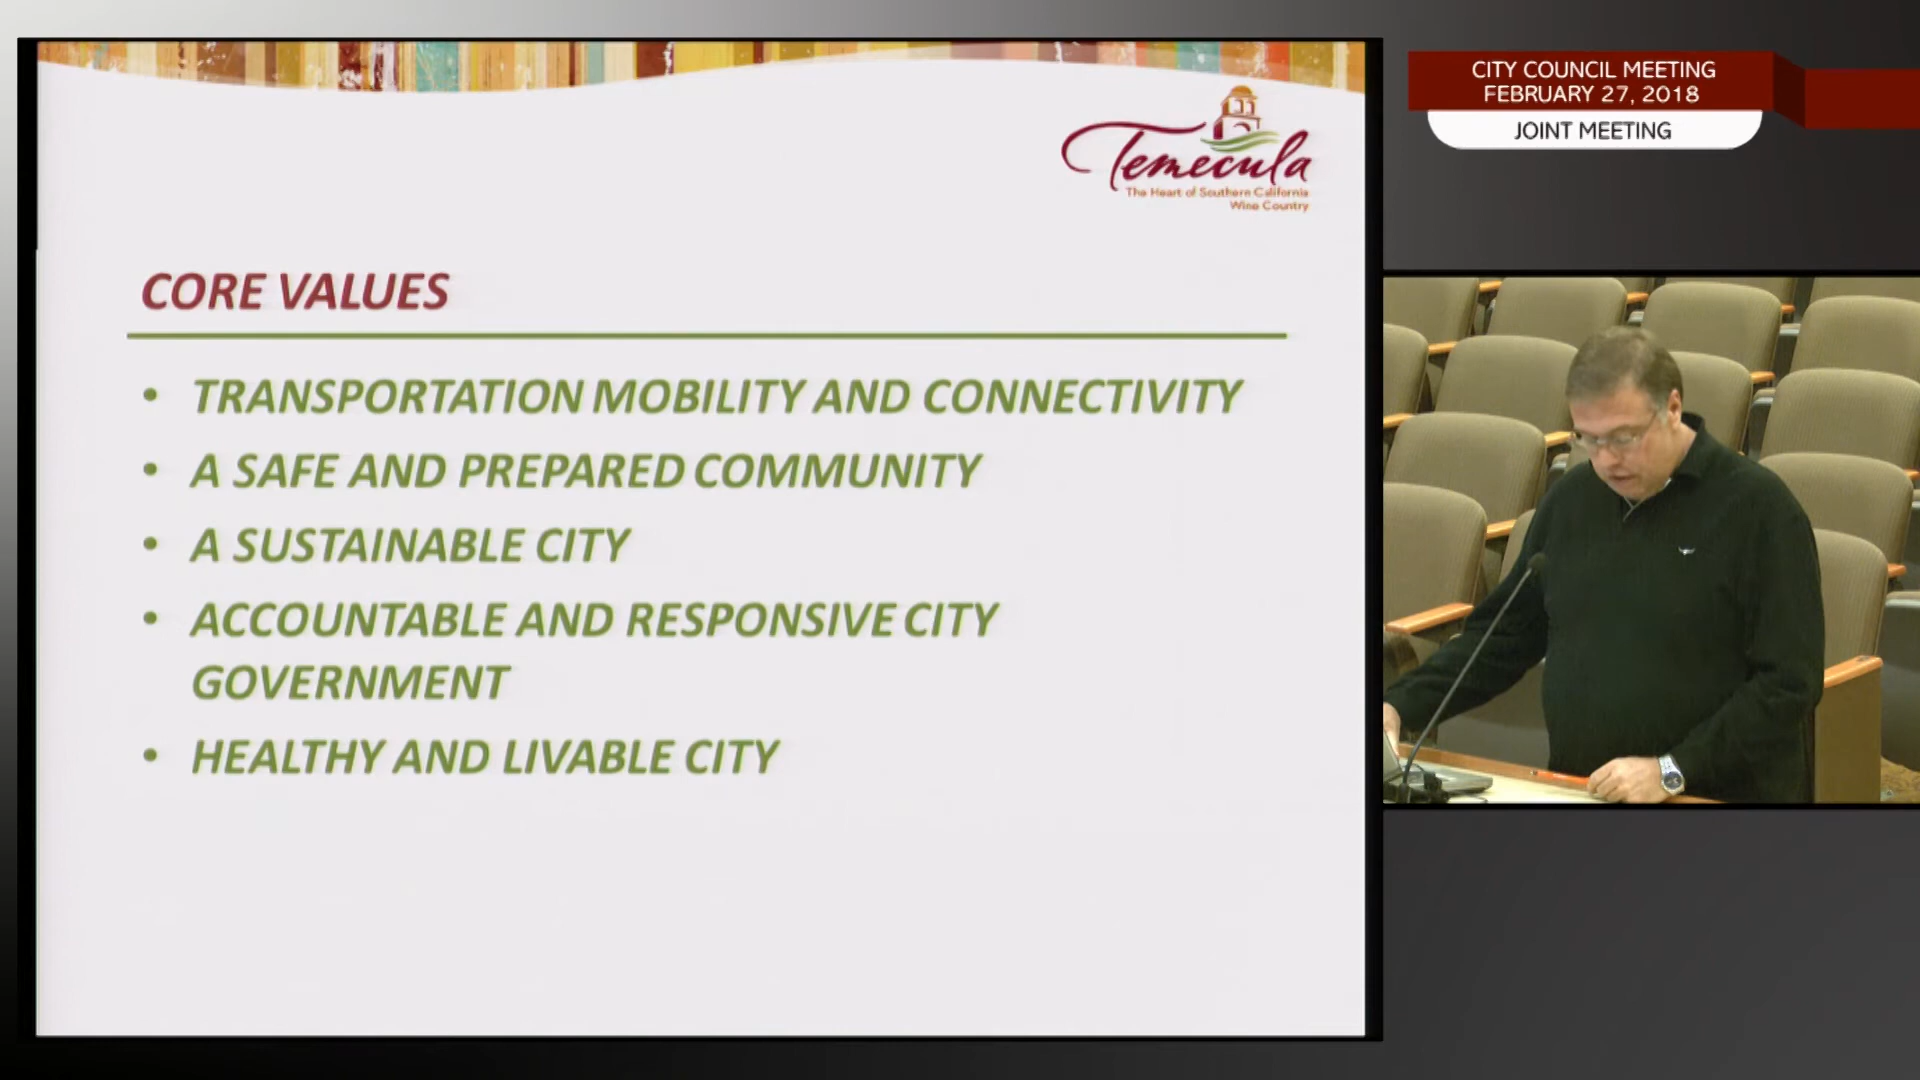 Temecula
The Heart of Southern California
Wine Country
CORE VALUES
• TRANSPORTATION MOBILITY AND CONNECTIVITY
• A SAFE AND PREPARED COMMUNITY
• A SUSTAINABLE CITY
• ACCOUNTABLE AND RESPONSIVE CITY
GOVERNMENT
• HEALTHY AND LIVABLE CITY
CITY COUNCIL MEETING
FEBRUARY 27, 2018
JOINT MEETING